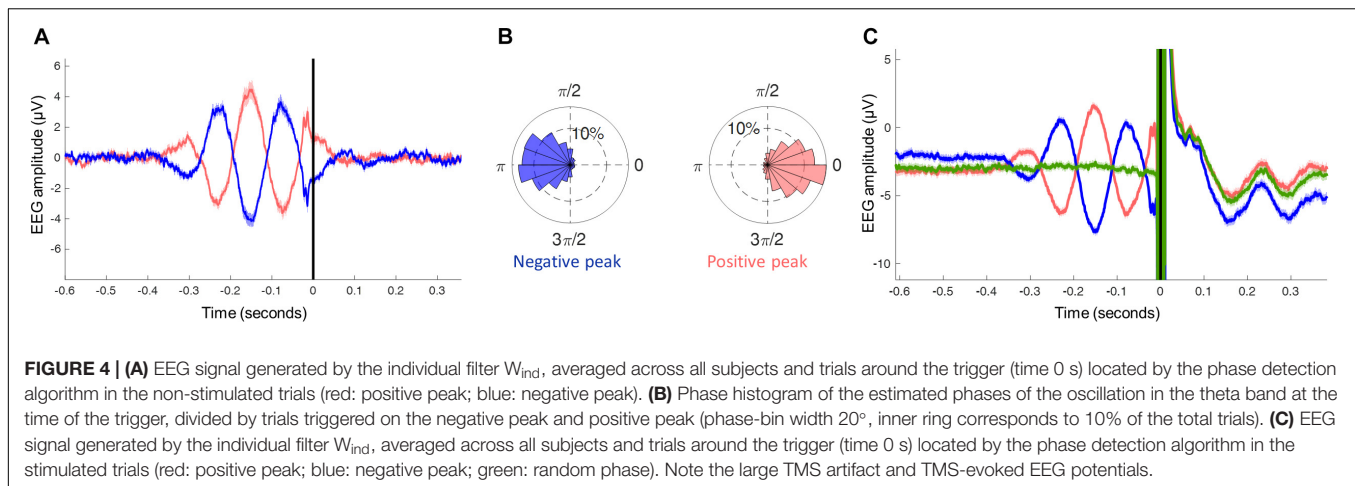 A
EEG amplitude (µV)
6
4
2
0
-2
-4
-6
-0.6 -0.5 -0.4 -0.3 -0.2 -0.1 0 0.1 0.2 0.3
Time (seconds)
B
π/2
10%
π
3π/2
Negative peak
π/2
10%
0
3π/2
Positive peak
C
EEG amplitude (µV)
5
0
-5
-10
-0.6 -0.5 -0.4 -0.3 -0.2 -0.1 0 0.1 0.2 0.3
Time (seconds)
FIGURE 4 | (A) EEG signal generated by the individual filter Wind, averaged across all subjects and trials around the trigger (time 0 s) located by the phase detection
algorithm in the non-stimulated trials (red: positive peak; blue: negative peak). (B) Phase histogram of the estimated phases of the oscillation in the theta band at the
time of the trigger, divided by trials triggered on the negative peak and positive peak (phase-bin width 20°, inner ring corresponds to 10% of the total trials). (C) EEG
signal generated by the individual filter Wind, averaged across all subjects and trials around the trigger (time 0 s) located by the phase detection algorithm in the
stimulated trials (red: positive peak; blue: negative peak; green: random phase). Note the large TMS artifact and TMS-evoked EEG potentials.